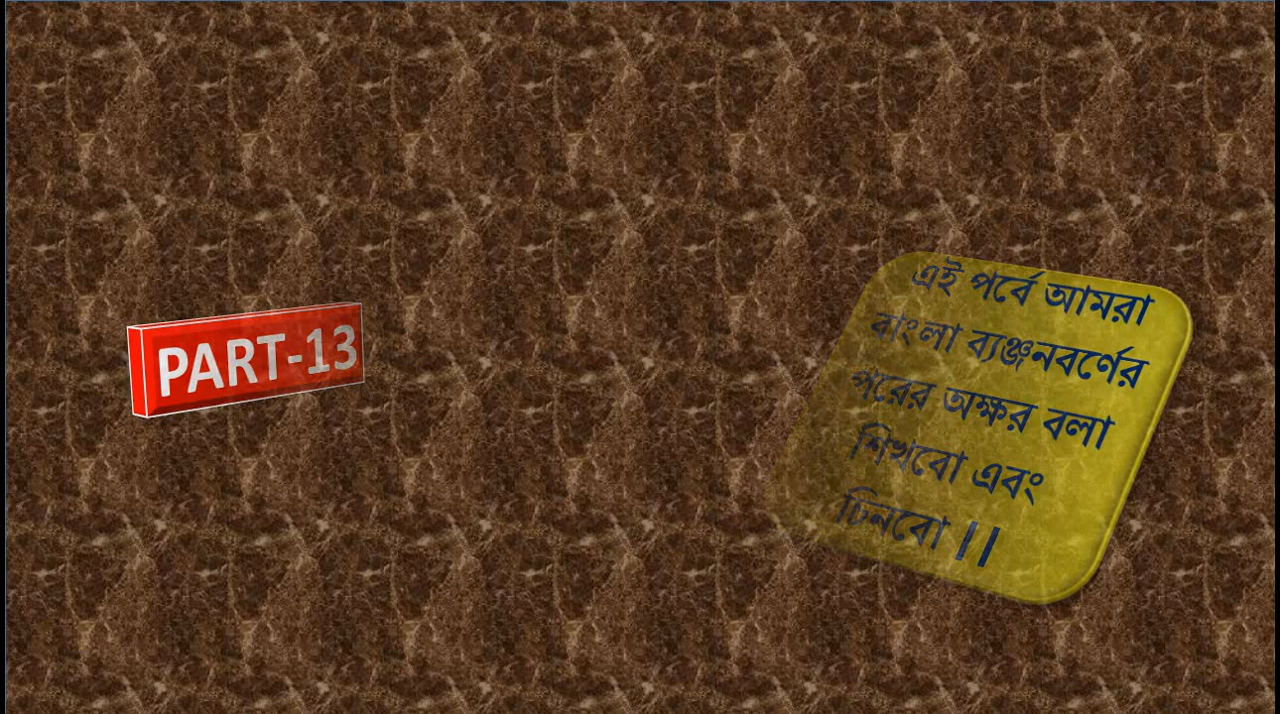 PART-13
এই পর্বে আমরা
বাংলা ব্যঞ্জনবর্ণের
পরের অক্ষর বলা
শিখবো এবং
চিনবো ||